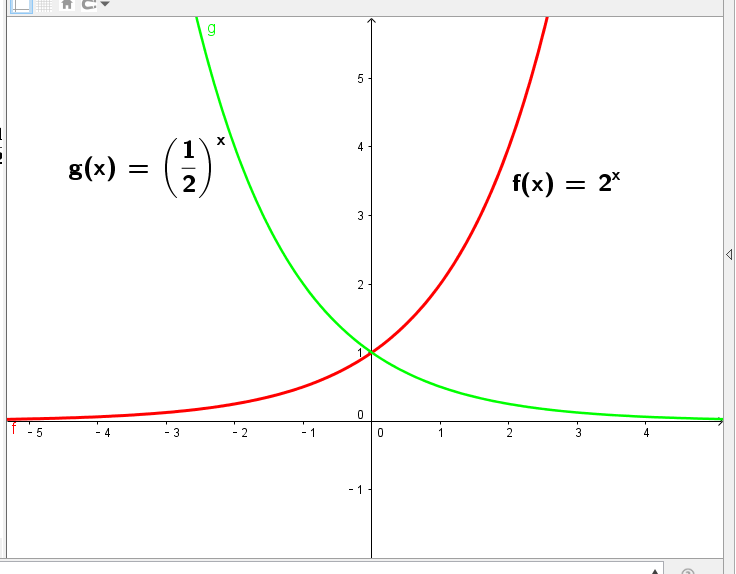 g
5
g(x) = (1/2)^x
4
f(x) = 2^x
3
2
1
0
f -5 -4 -3 -2 -1 0 1 2 3 4
-1